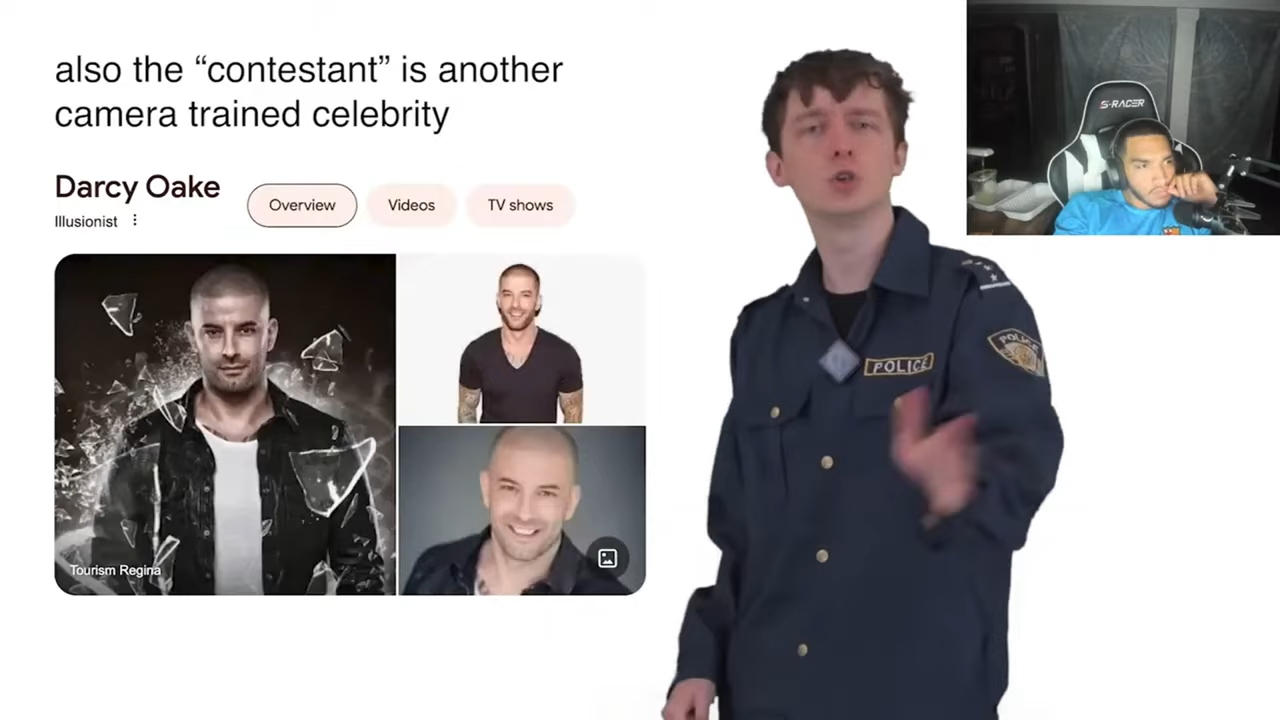 also the “contestant” is another
camera trained celebrity
Darcy Oake
Illusionist
Overview
Videos
TV shows
Tourism Regina
S-RACER
POLICE
POLICE